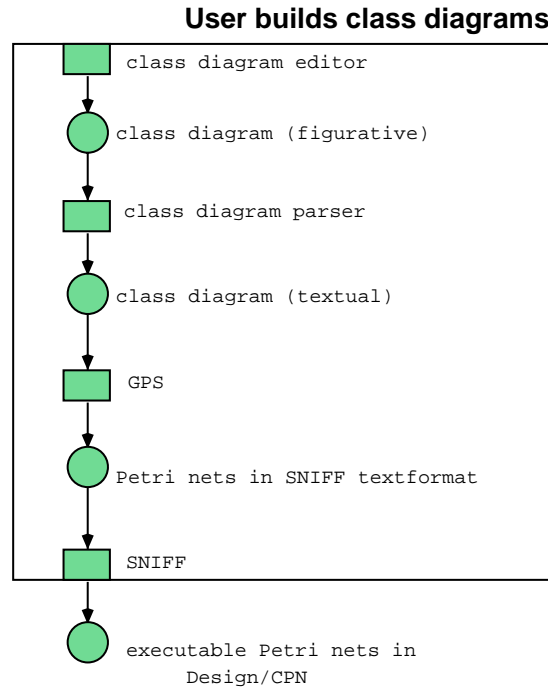 User builds class diagrams
class diagram editor
class diagram (figurative)
class diagram parser
class diagram (textual)
GPS
Petri nets in SNIFF textformat
SNIFF
executable Petri nets in
Design/CPN